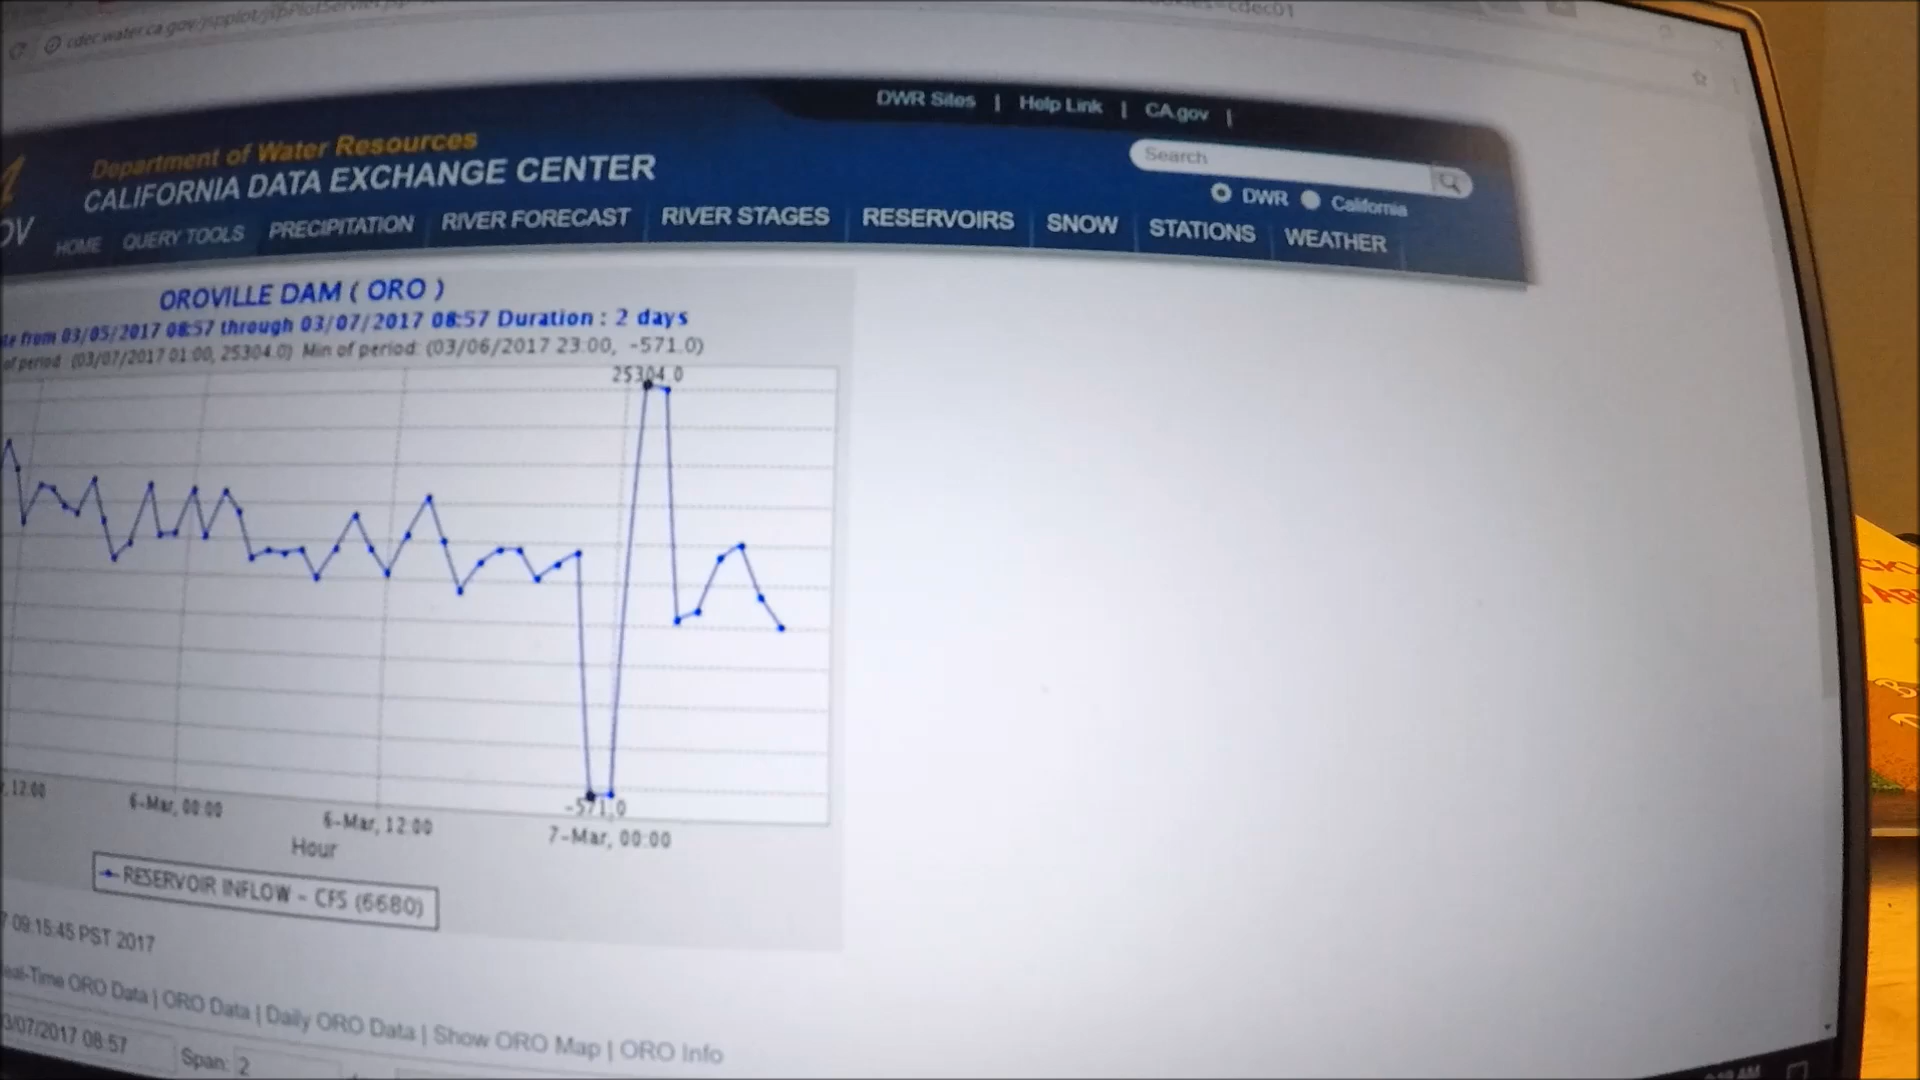 cdec.water.ca.gov/jspplot/jspPlotServlet.jsp
cdec01
DWR Sites | Help Link | CA.gov |
Department of Water Resources
CALIFORNIA DATA EXCHANGE CENTER
Search
DWR California
OV
HOME QUERY TOOLS PRECIPITATION RIVER FORECAST RIVER STAGES RESERVOIRS SNOW STATIONS WEATHER
OROVILLE DAM ( ORO )
from 03/05/2017 08:57 through 03/07/2017 08:57 Duration : 2 days
of period: (03/07/2017 01:00, 25304.0) Min of period: (03/06/2017 23:00, -571.0)
25304.0
-571.0
12:00 6-Mar, 00:00 6-Mar, 12:00 7-Mar, 00:00
Hour
RESERVOIR INFLOW - CFS (6680)
09:15:45 PST 2017
eal-Time ORO Data | ORO Data | Daily ORO Data | Show ORO Map | ORO Info
3/07/2017 08:57 Span: 2
AM